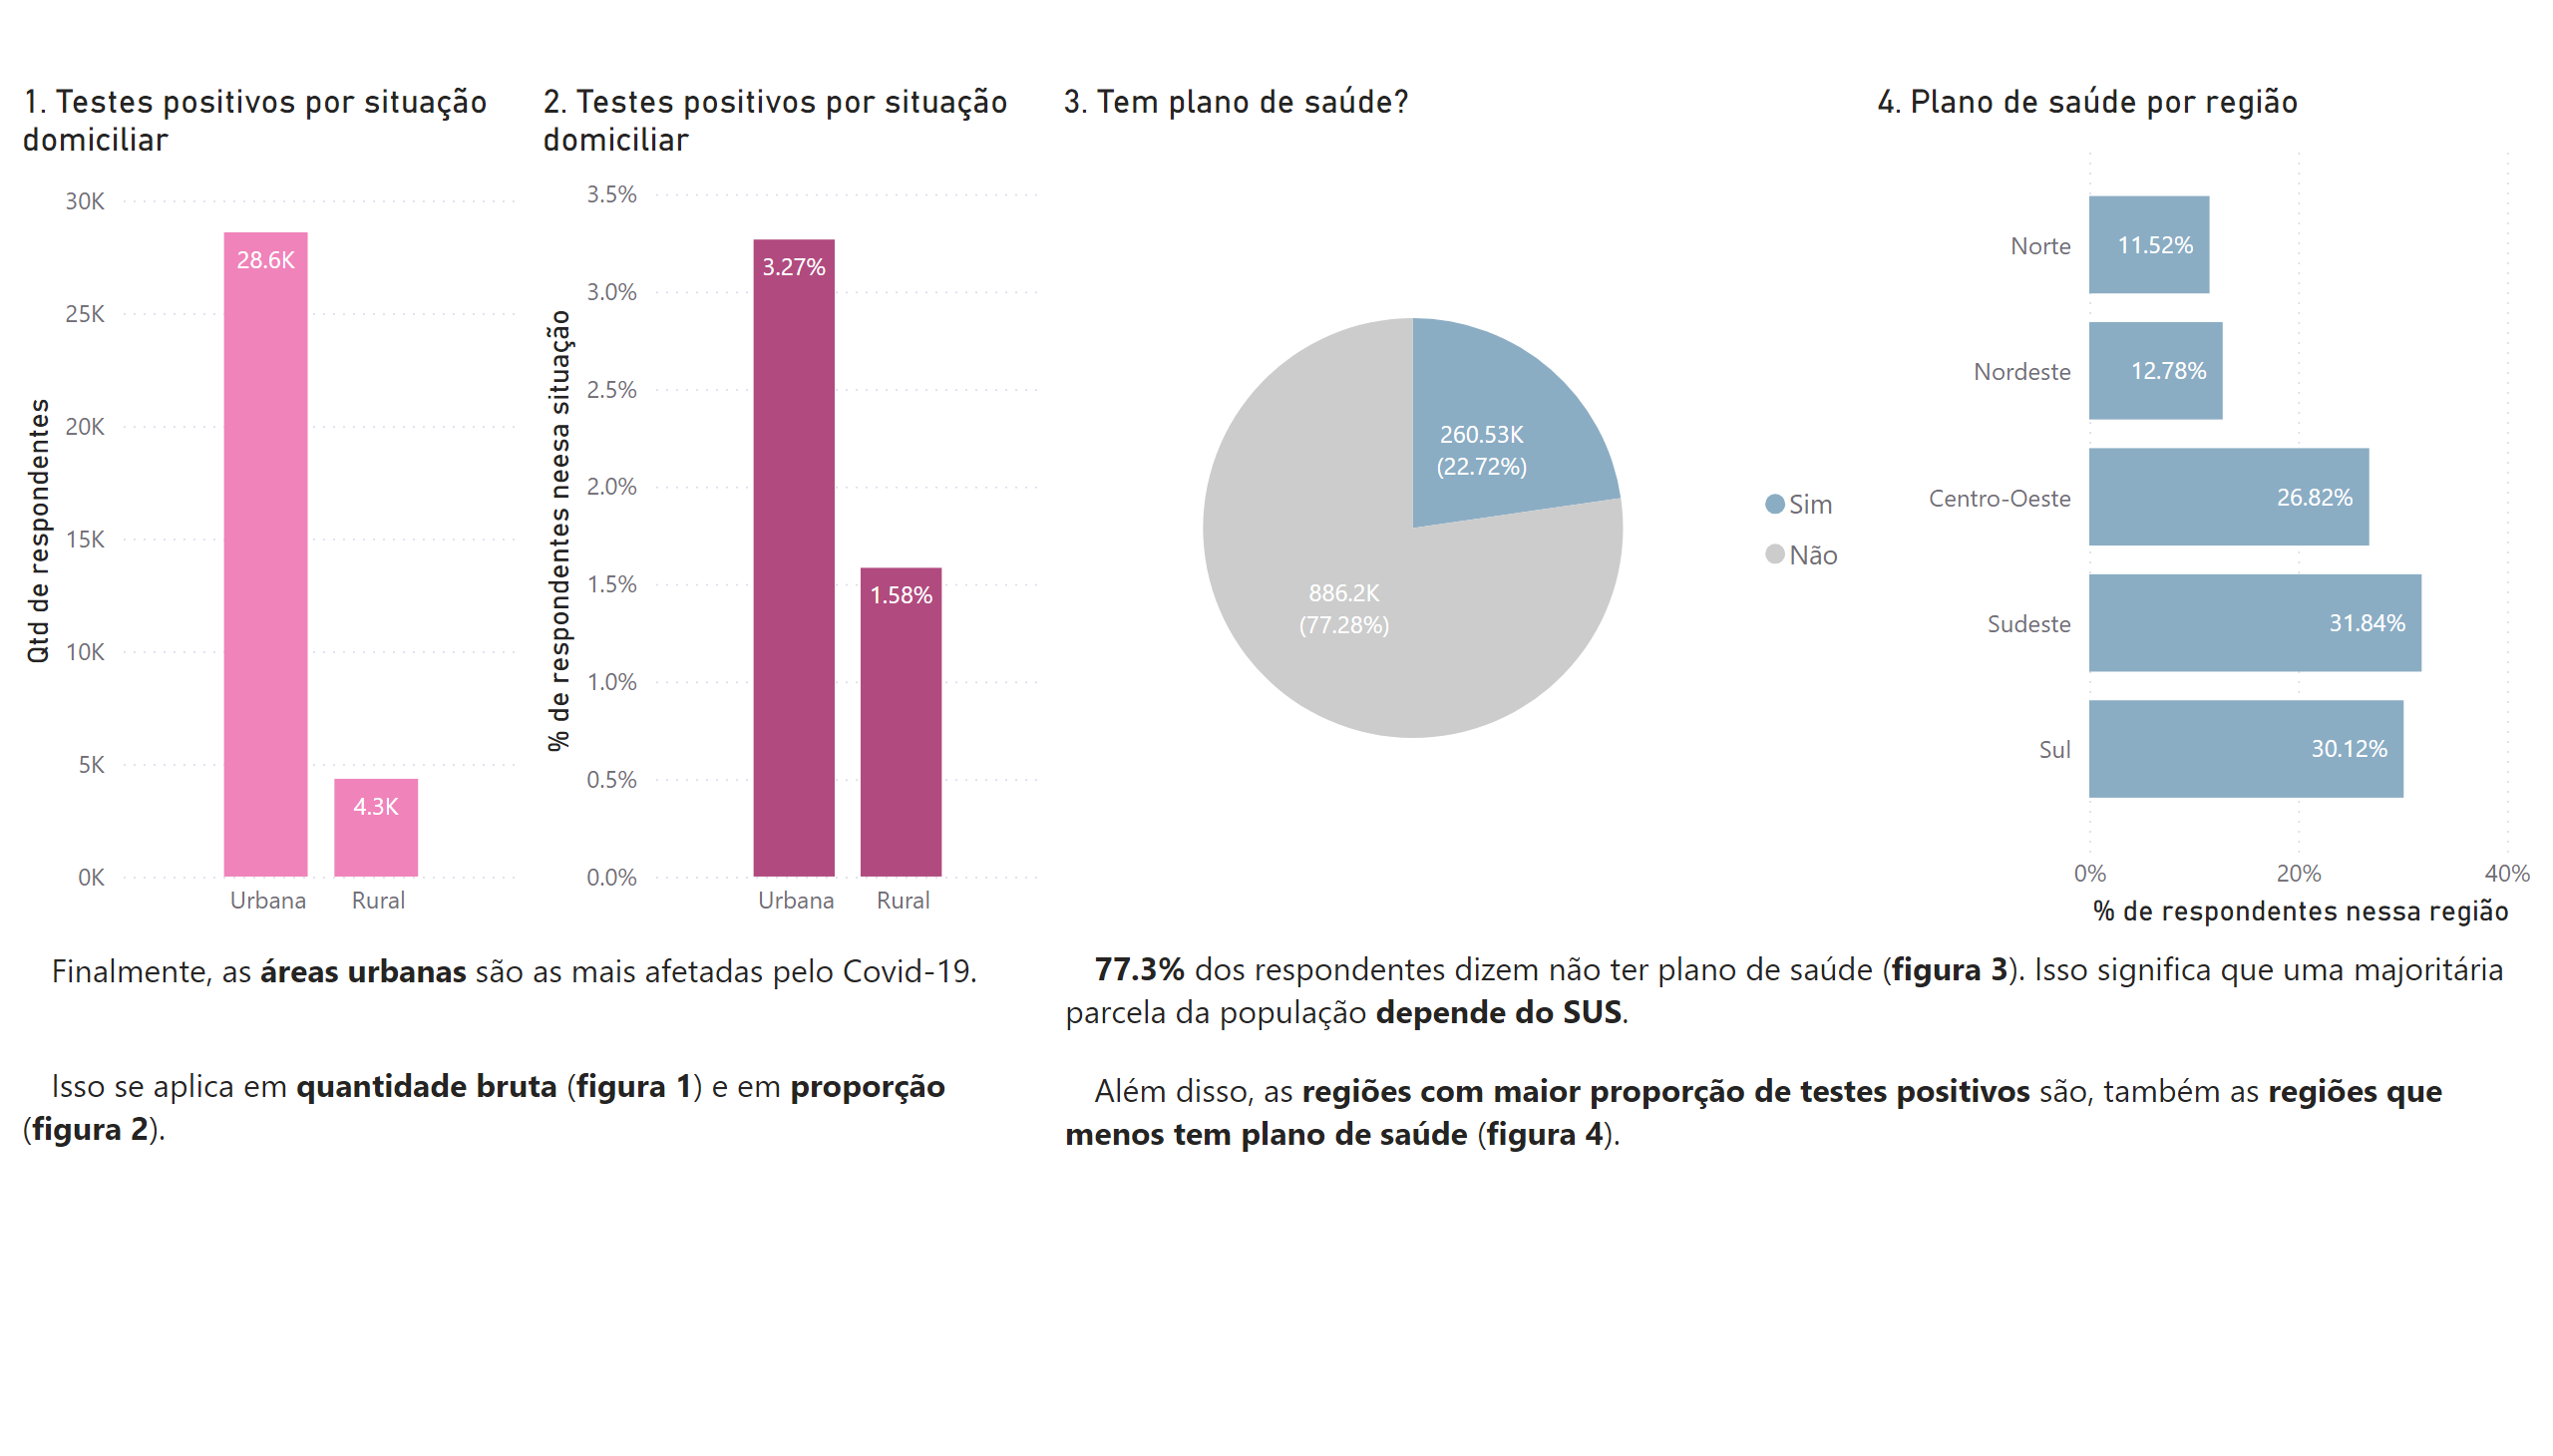 1. Testes positivos por situação
domiciliar
Qtd de respondentes
30K
25K
20K
15K
10K
5K
0K
28.6K
4.3K
Urbana
Rural
2. Testes positivos por situação
domiciliar
% de respondentes neesa situação
3.5%
3.0%
2.5%
2.0%
1.5%
1.0%
0.5%
0.0%
3.27%
1.58%
Urbana
Rural
3. Tem plano de saúde?
260.53K
(22.72%)
886.2K
(77.28%)
Sim
Não
4. Plano de saúde por região
Norte
11.52%
Nordeste
12.78%
Centro-Oeste
26.82%
Sudeste
31.84%
Sul
30.12%
0%
20%
40%
% de respondentes nessa região
Finalmente, as áreas urbanas são as mais afetadas pelo Covid-19.
Isso se aplica em quantidade bruta (figura 1) e em proporção
(figura 2).
77.3% dos respondentes dizem não ter plano de saúde (figura 3). Isso significa que uma majoritária
parcela da população depende do SUS.
Além disso, as regiões com maior proporção de testes positivos são, também as regiões que
menos tem plano de saúde (figura 4).